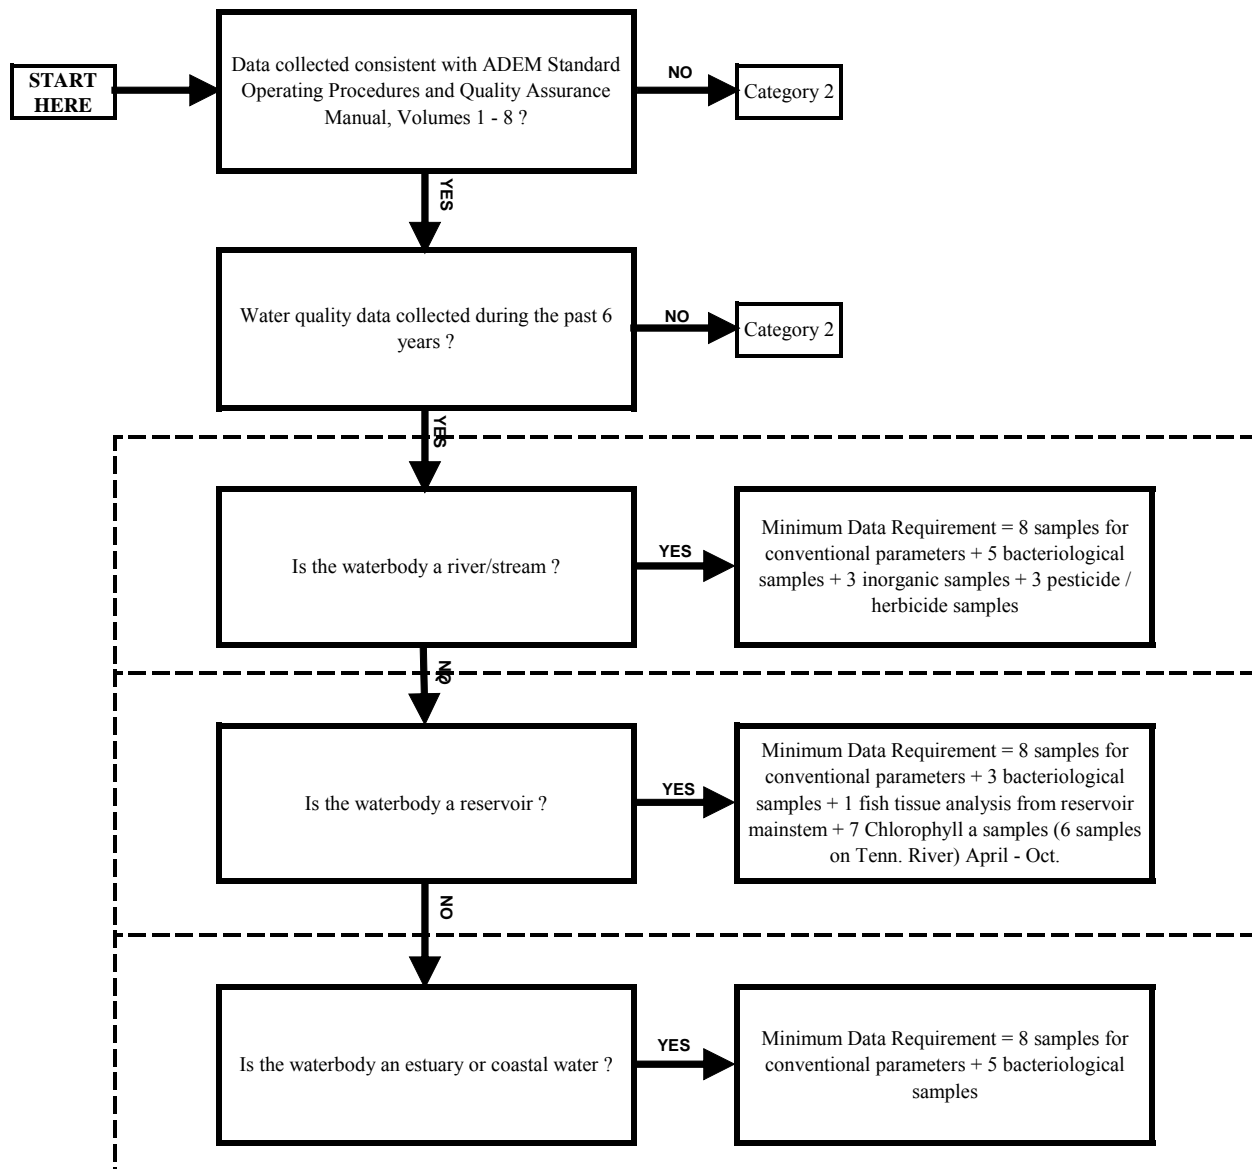 START
HERE
Data collected consistent with ADEM Standard
Operating Procedures and Quality Assurance
Manual, Volumes 1 - 8 ?
NO
Category 2
YES
Water quality data collected during the past 6
years ?
NO
Category 2
YES
Is the waterbody a river/stream ?
YES
Minimum Data Requirement = 8 samples for
conventional parameters + 5 bacteriological
samples + 3 inorganic samples + 3 pesticide /
herbicide samples
NO
Is the waterbody a reservoir ?
YES
Minimum Data Requirement = 8 samples for
conventional parameters + 3 bacteriological
samples + 1 fish tissue analysis from reservoir
mainstem + 7 Chlorophyll a samples (6 samples
on Tenn. River) April - Oct.
NO
Is the waterbody an estuary or coastal water ?
YES
Minimum Data Requirement = 8 samples for
conventional parameters + 5 bacteriological
samples